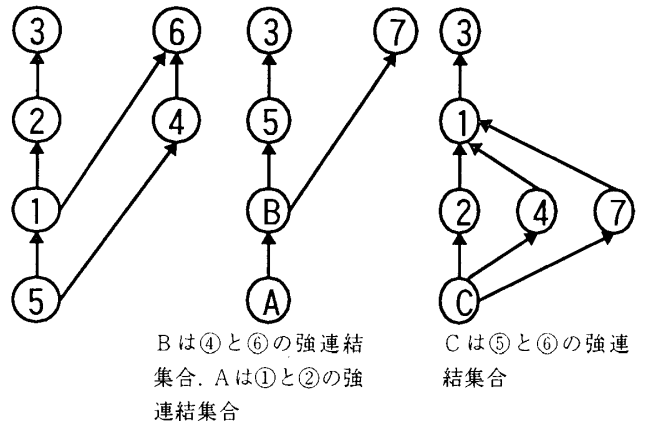 3 6 3 7 3
2 4 5 1
1 B 2 4 7
5 A C
Bは④と⑥の強連結
集合. Aは①と②の強
連結集合
Cは⑤と⑥の強連
結集合